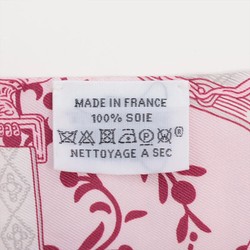 MADE IN FRANCE
100% SOIE
P W ®
NETTOYAGE A SEC